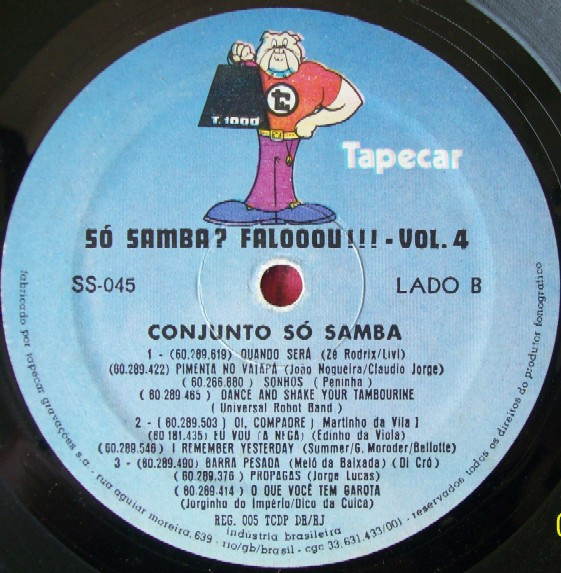 T. 1000
tc
Tapecar
SÓ SAMBA? FALOOOU!!! - VOL. 4
SS-045
LADO B
CONJUNTO SÓ SAMBA
1 - (60.289.619) QUANDO SERÁ (Zé Rodrix/Livi)
(60.289.422) PIMENTA NO VATAPÁ (João Nogueira/Claudio Jorge)
(60.266.880) SONHOS (Peninha)
(60 289 465) DANCE AND SHAKE YOUR TAMBOURINE
(Universal Robot Band)
2 - [60.289.503] OI, COMPADRE ) Martinho da Vila ]
(60 181.435) EU VOU (A NEGA) (Edinho da Viola)
(60.289.546) I REMEMBER YESTERDAY (Summer/G. Moroder/Bellotte)
3 - (60.289.490) BARRA PESADA (Melô da Baixada) (Di Cró)
(60.289.376) PROPAGAS (Jorge Lucas)
(60.289.414) O QUE VOCÊ TEM GAROTA
(Jorginho do Império/Dico da Cuíca)
REG. 005 TCDP DR/RJ
indústria brasileira
fabricado por tapecar gravações s.a. - rua aguiar moreira, 639 - rio/gb/brasil - cgc 33.631.433/001 - reservados todos os direitos do produtor fonográfico